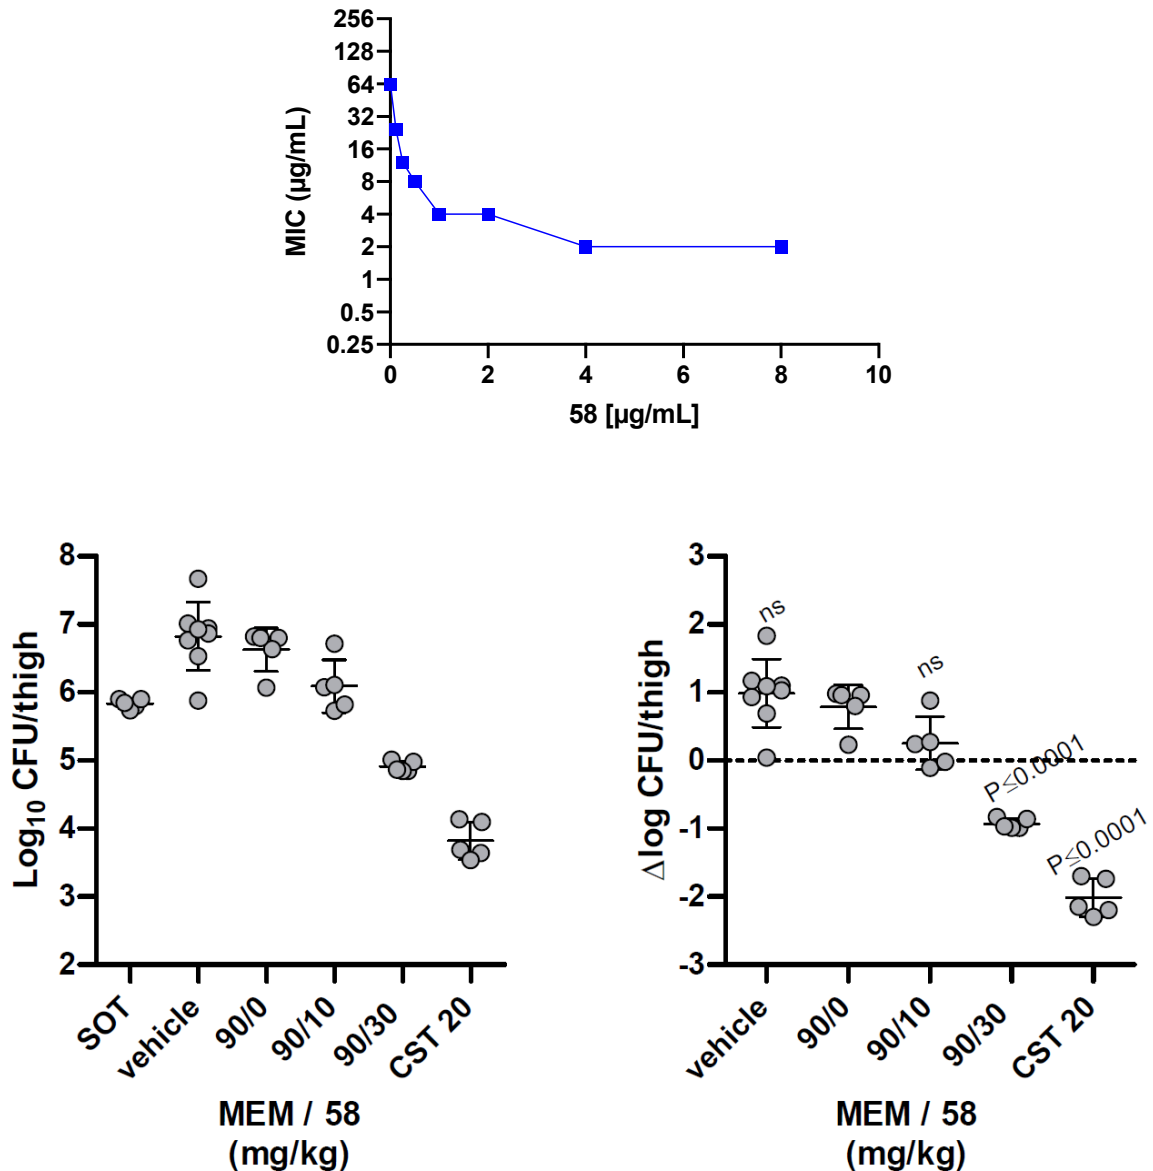 256
128
64
32
16
8
4
2
1
0.5
0.25
MIC (µg/mL)
0 2 4 6 8 10
58 [µg/mL]
8
7
6
5
4
3
2
Log10 CFU/thigh
SOT
vehicle
90/0
90/10
90/30
CST 20
MEM / 58
(mg/kg)
3
2
1
0
-1
-2
-3
Δlog CFU/thigh
ns
ns
P≤0.0001
P≤0.0001
vehicle
90/0
90/10
90/30
CST 20
MEM / 58
(mg/kg)